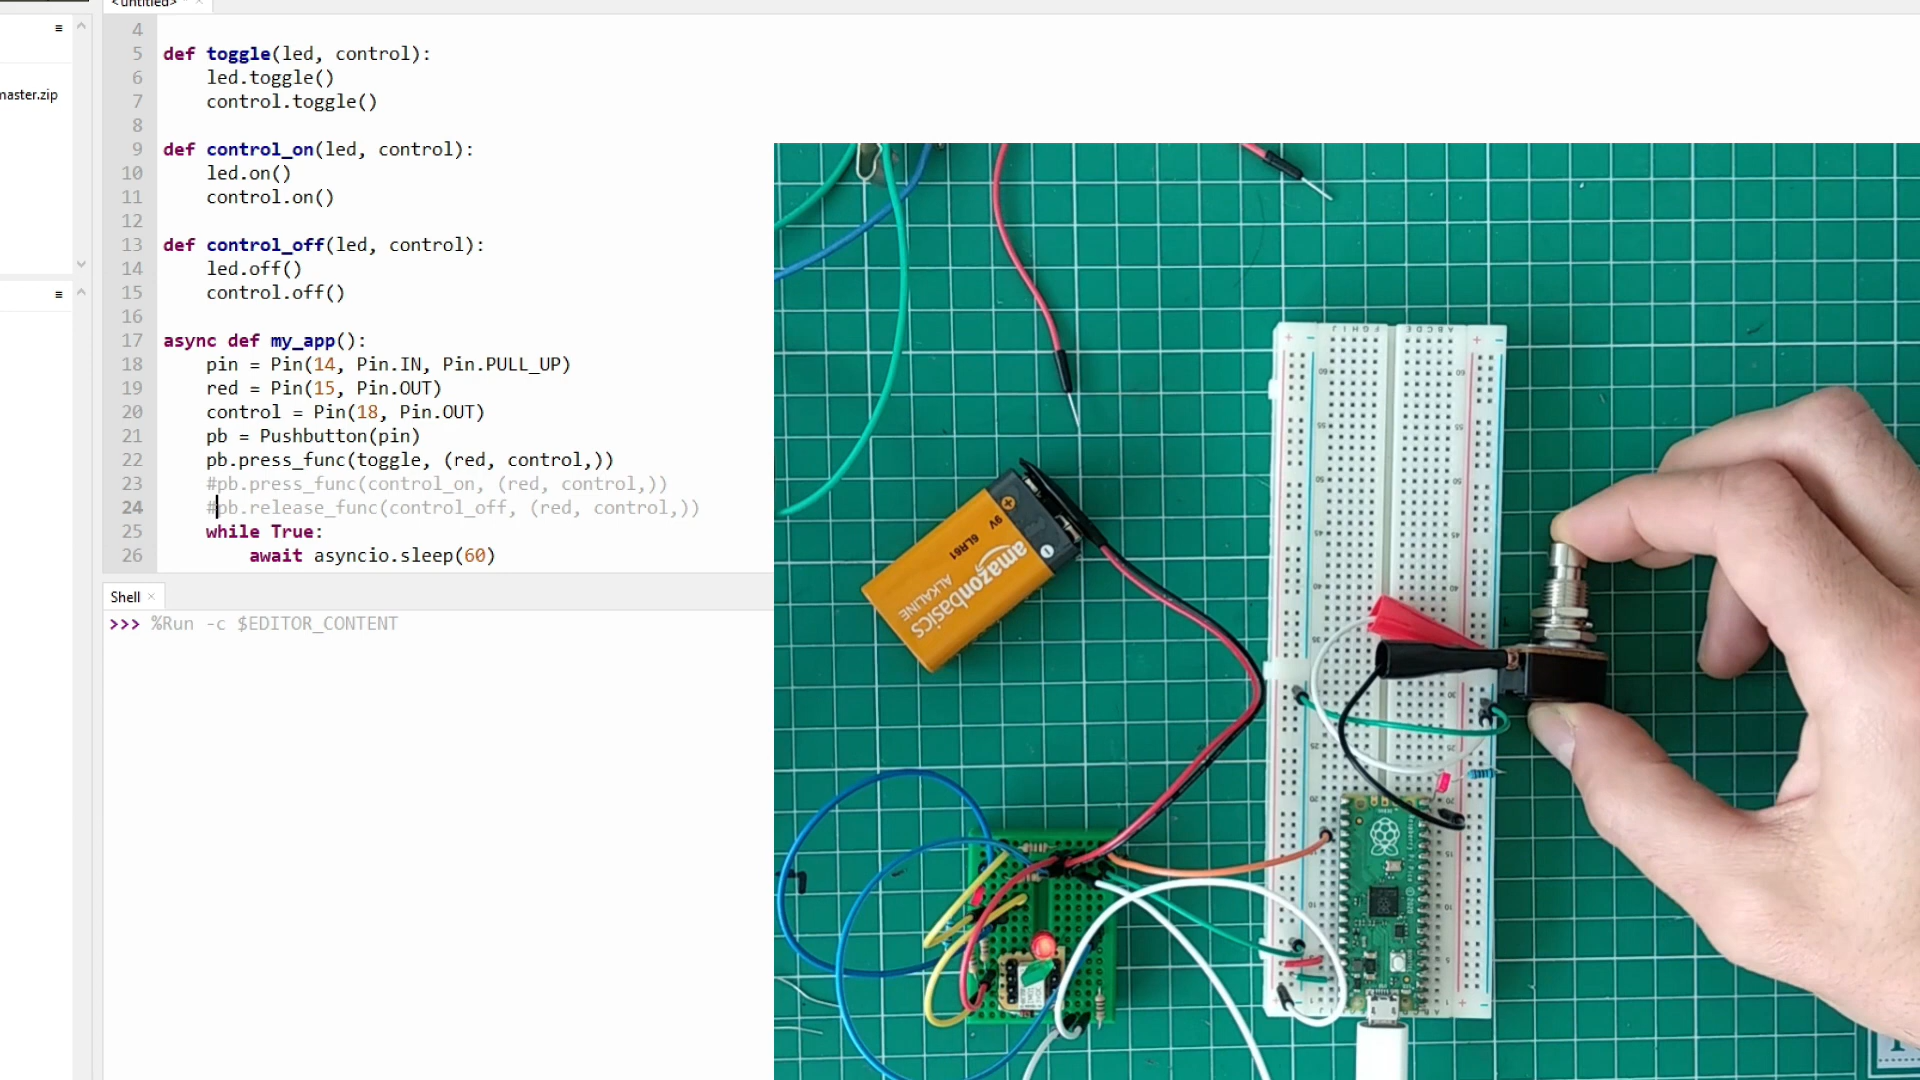 <untitled>
master.zip
4
5 def toggle(led, control):
6 led.toggle()
7 control.toggle()
8
9 def control_on(led, control):
10 led.on()
11 control.on()
12
13 def control_off(led, control):
14 led.off()
15 control.off()
16
17 async def my_app():
18 pin = Pin(14, Pin.IN, Pin.PULL_UP)
19 red = Pin(15, Pin.OUT)
20 control = Pin(18, Pin.OUT)
21 pb = Pushbutton(pin)
22 pb.press_func(toggle, (red, control,))
23 #pb.press_func(control_on, (red, control,))
24 #pb.release_func(control_off, (red, control,))
25 while True:
26 await asyncio.sleep(60)
Shell
>>> %Run -c $EDITOR_CONTENT
9V
6LR61
amazonbasics
ALKALINE